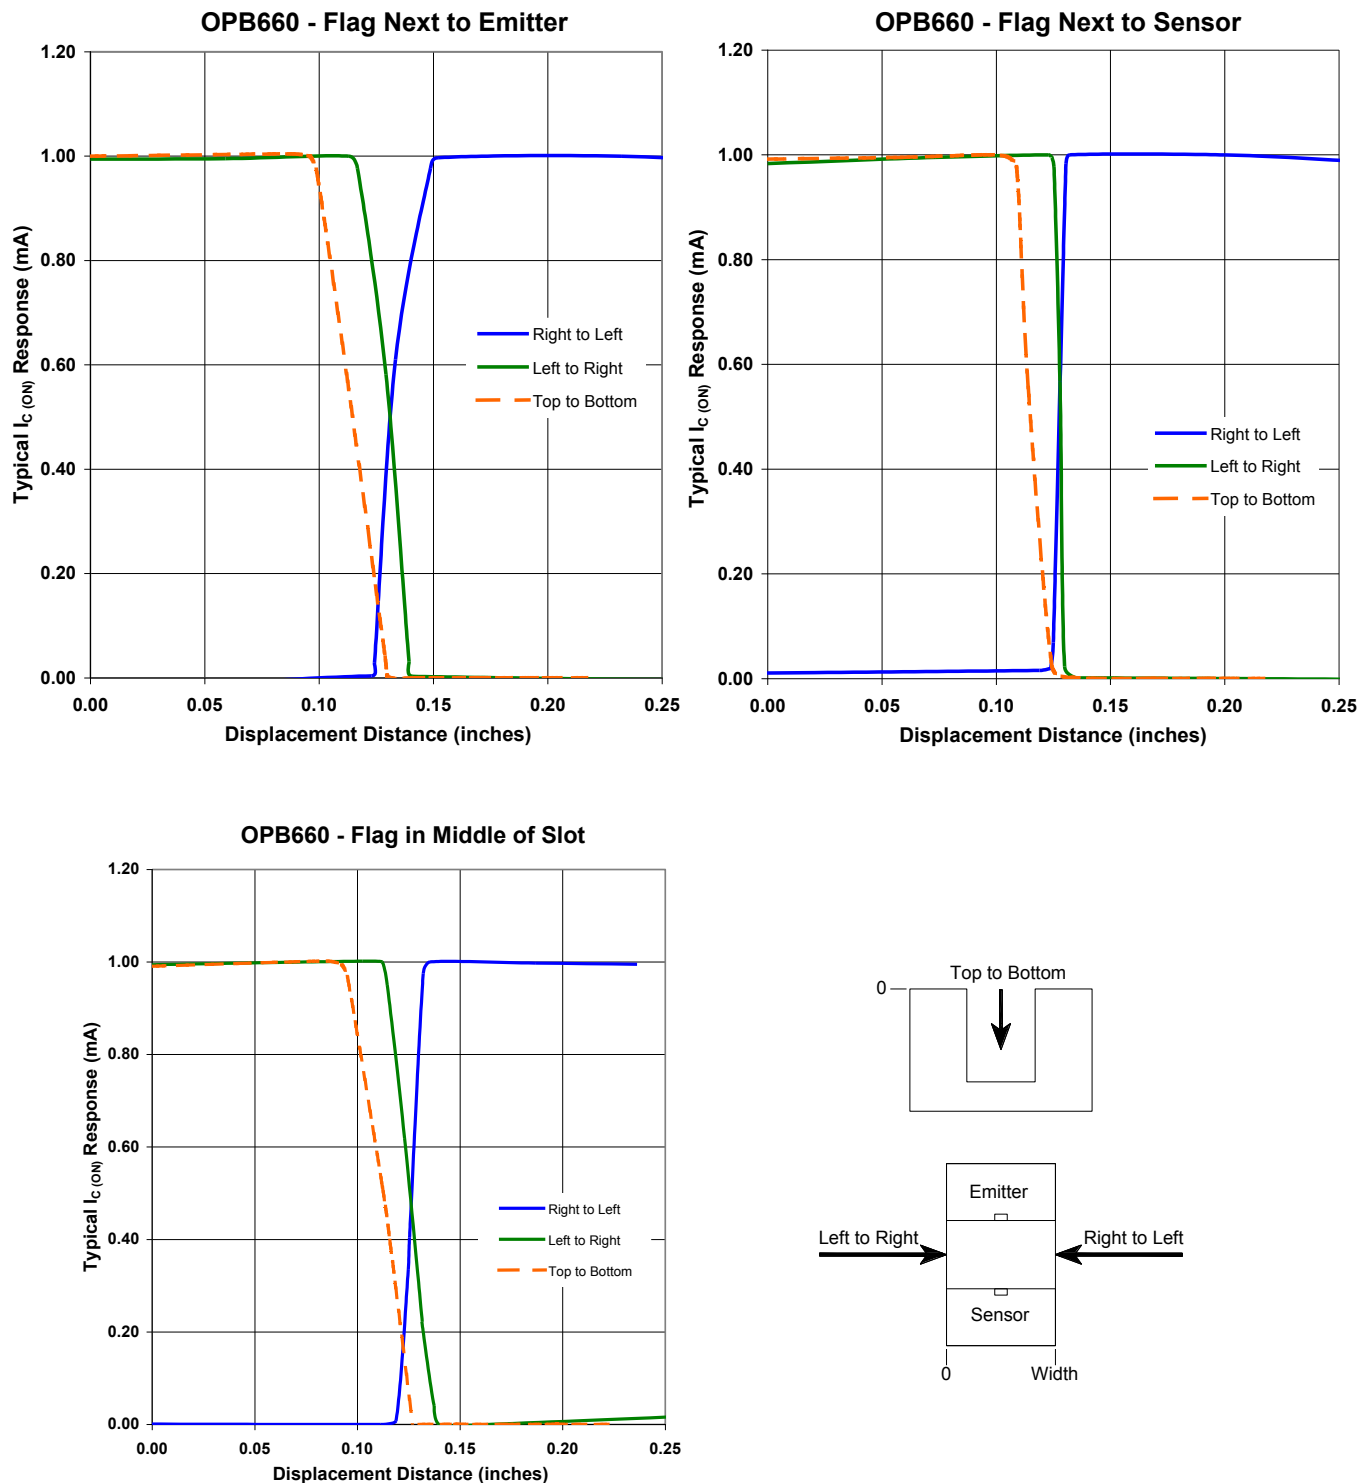 OPB660 - Flag Next to Emitter
1.20
1.00
0.80
0.60
0.40
0.20
0.00
0.00 0.05 0.10 0.15 0.20 0.25
Typical IC (ON) Response (mA)
Displacement Distance (inches)
Right to Left
Left to Right
Top to Bottom
OPB660 - Flag Next to Sensor
1.20
1.00
0.80
0.60
0.40
0.20
0.00
0.00 0.05 0.10 0.15 0.20 0.25
Typical IC (ON) Response (mA)
Displacement Distance (inches)
Right to Left
Left to Right
Top to Bottom
OPB660 - Flag in Middle of Slot
1.20
1.00
0.80
0.60
0.40
0.20
0.00
0.00 0.05 0.10 0.15 0.20 0.25
Typical IC (ON) Response (mA)
Displacement Distance (inches)
Right to Left
Left to Right
Top to Bottom
Top to Bottom
0
Emitter
Left to Right
Right to Left
Sensor
0 Width